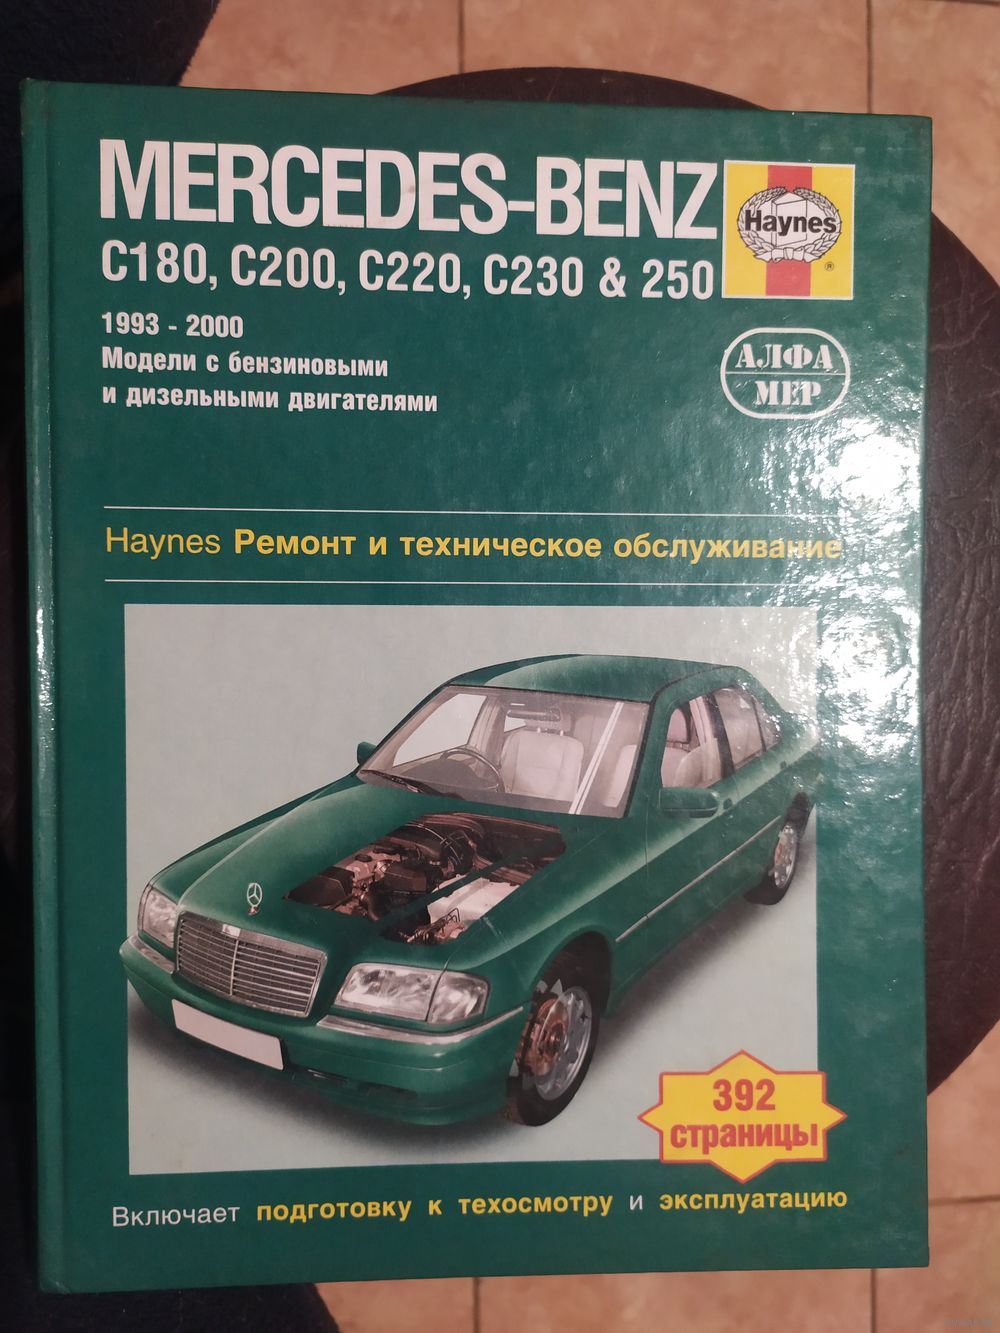 MERCEDES-BENZ
C180, C200, C220, C230 & 250
Haynes
®
1993 - 2000
Модели с бензиновыми
и дизельными двигателями
АЛФА
МЕР
Haynes Ремонт и техническое обслуживание
392
страницы
Включает подготовку к техосмотру и эксплуатацию